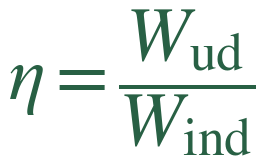 η = W_ud / W_ind